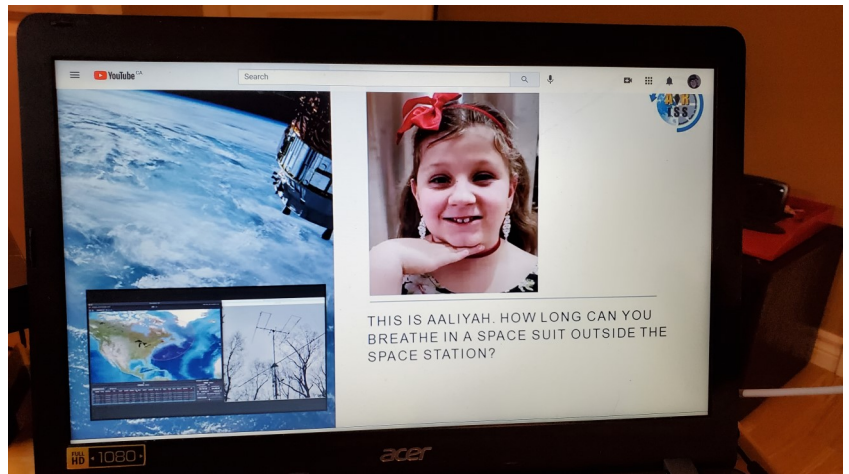 YouTube CA
Search
ISS
THIS IS AALIYAH. HOW LONG CAN YOU
BREATHE IN A SPACE SUIT OUTSIDE THE
SPACE STATION?
FULL
HD • 1080 •
acer